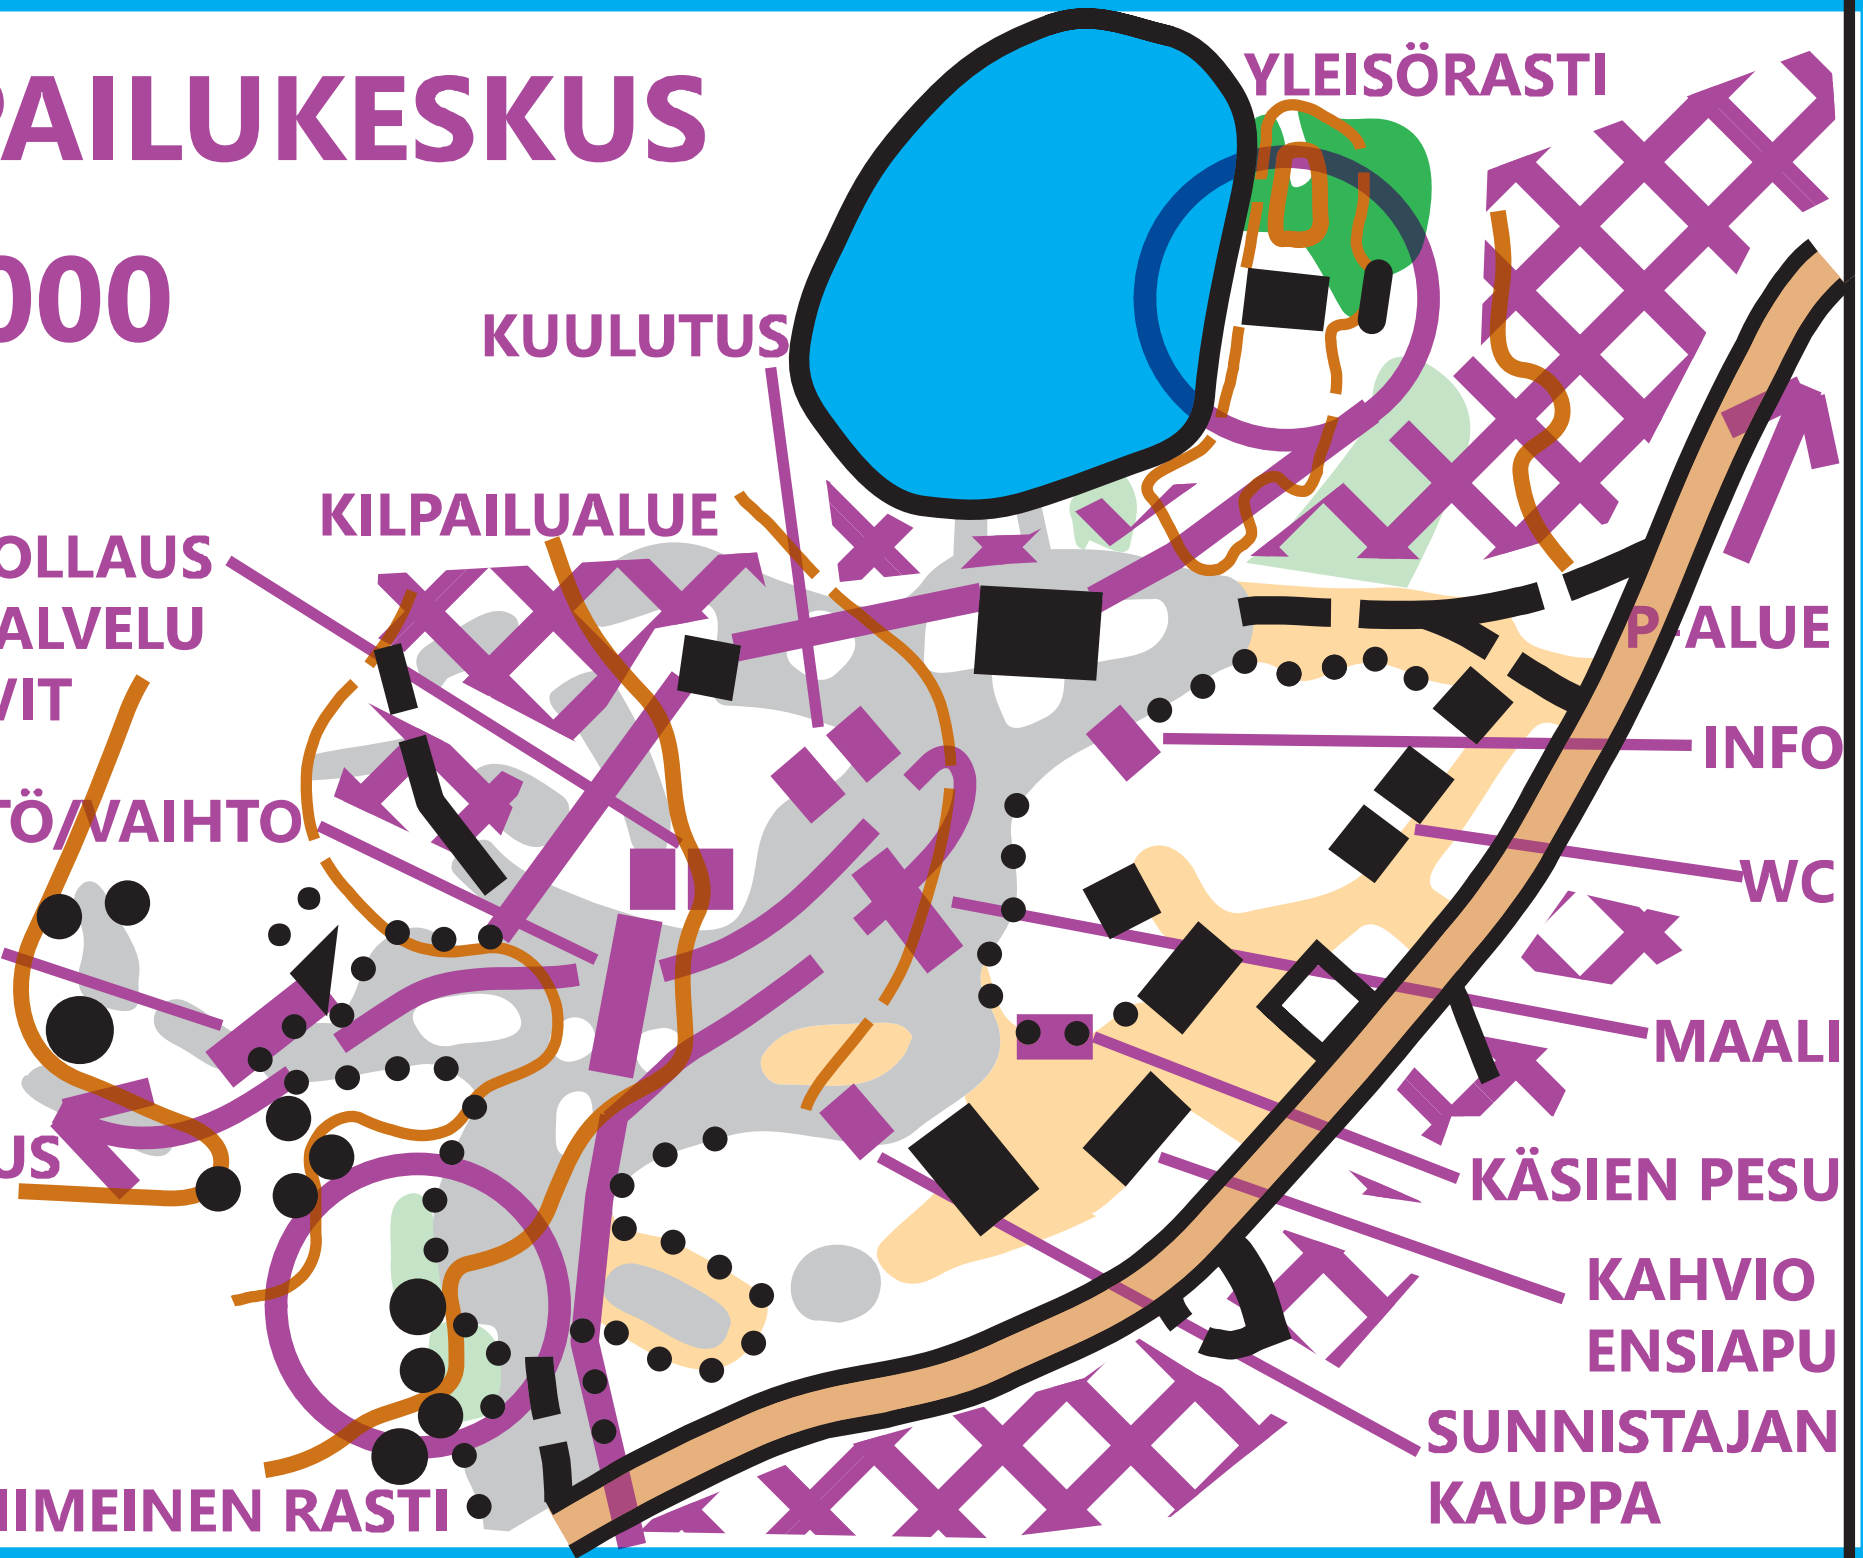 PAILUKESKUS
YLEISÖRASTI
000
KUULUTUS
KILPAILUALUE
OLLAUS
ALVELU
VIT
P-ALUE
INFO
TÖ/VAIHTO
WC
MAALI
US
KÄSIEN PESU
KAHVIO
ENSIAPU
SUNNISTAJAN
KAUPPA
IIMEINEN RASTI